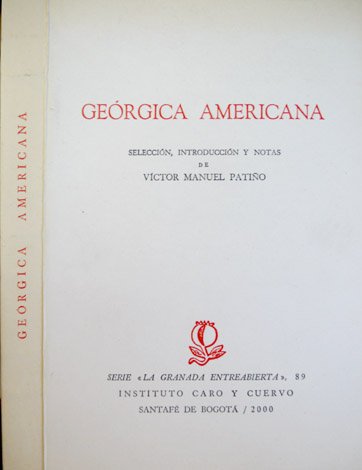 GEÓRGICA AMERICANA
GEÓRGICA AMERICANA
SELECCIÓN, INTRODUCCIÓN Y NOTAS
DE
VÍCTOR MANUEL PATIÑO
SERIE «LA GRANADA ENTREABIERTA», 89
INSTITUTO CARO Y CUERVO
SANTAFÉ DE BOGOTÁ / 2000